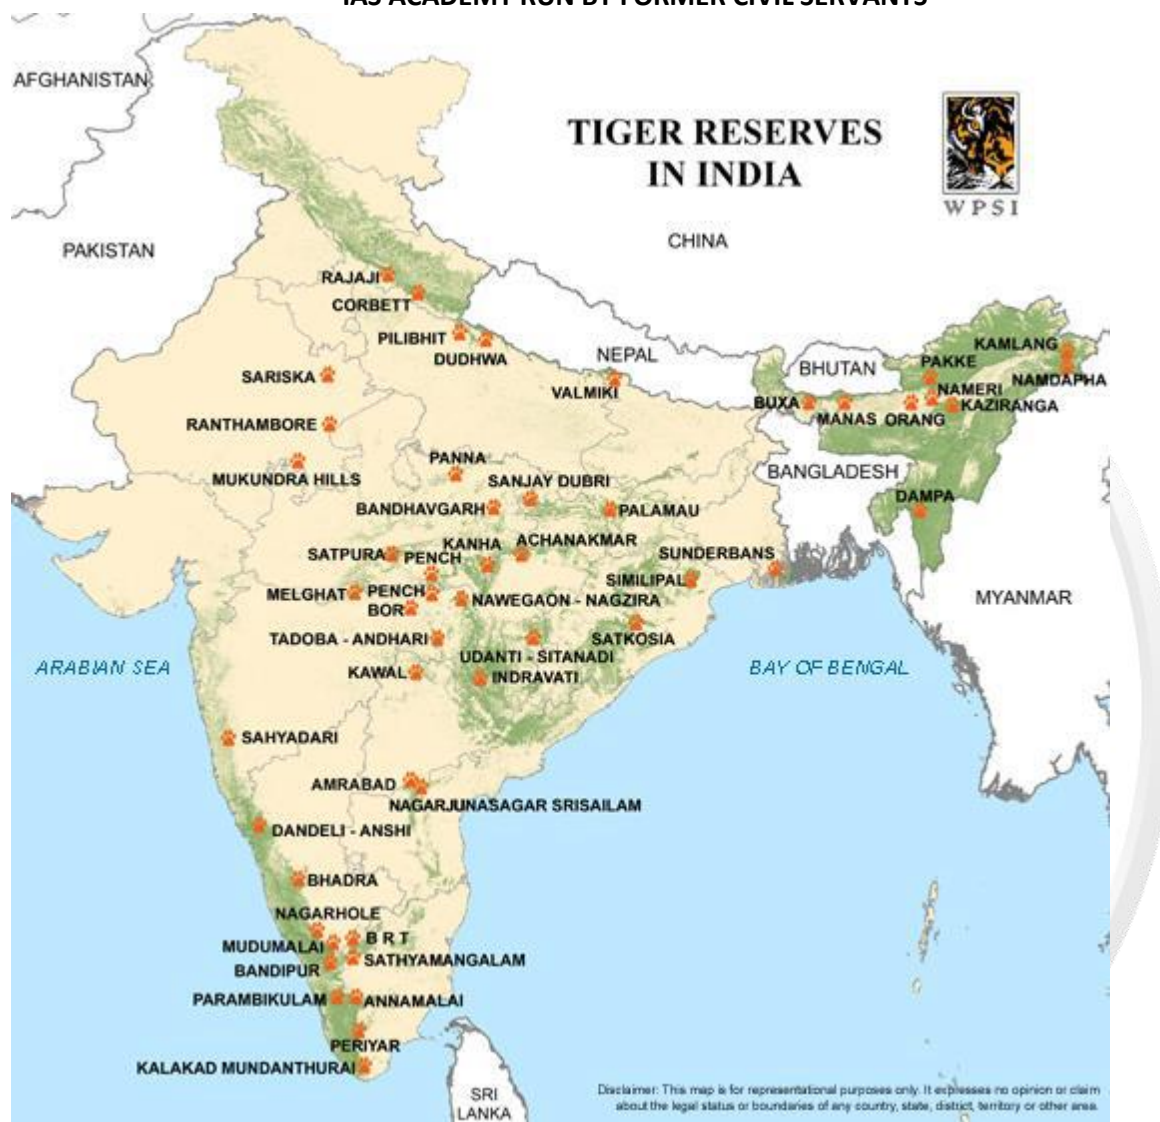 IAS ACADEMY RUN BY FORMER CIVIL SERVANTS
AFGHANISTAN
TIGER RESERVES
IN INDIA
WPSI
CHINA
PAKISTAN
RAJAJI
CORBETT
PILIBHIT
DUDHWA
NEPAL
BHUTAN
KAMLANG
PAKKE
NAMDAPHA
SARISKA
VALMIKI
NAMERI
BUXA
MANAS
ORANG
KAZIRANGA
RANTHAMBORE
MUKUNDRA HILLS
PANNA
SANJAY DUBRI
BANGLADESH
DAMPA
BANDHAVGARH
PALAMAU
SATPURA
PENCH
KANHA
ACHANAKMAR
SUNDERBANS
SIMILIPAL
MELGHAT
PENCH
BOR
NAWEGAON - NAGZIRA
MYANMAR
TADOBA - ANDHARI
SATKOSIA
UDANTI - SITANADI
ARABIAN SEA
KAWAL
INDRAVATI
BAY OF BENGAL
SAHYADARI
AMRABAD
NAGARJUNASAGAR SRISAILAM
DANDELI - ANSHI
BHADRA
NAGARHOLE
B R T
MUDUMALAI
SATHYAMANGALAM
BANDIPUR
PARAMBIKULAM
ANNAMALAI
PERIYAR
KALAKAD MUNDANTHURAI
SRI
LANKA
Disclaimer: This map is for representational purposes only. It expresses no opinion or claim
about the legal status or boundaries of any country, state, district, territory or other area.